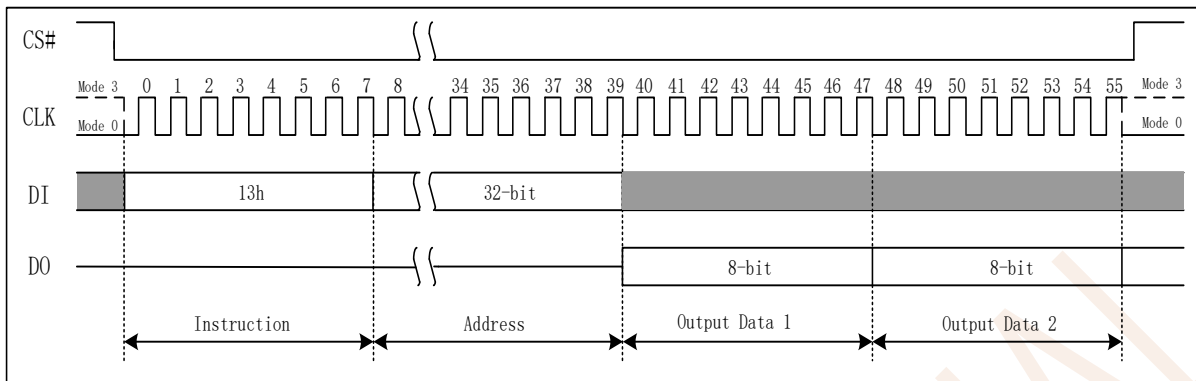 CS#
Mode 3 0 1 2 3 4 5 6 7 8 34 35 36 37 38 39 40 41 42 43 44 45 46 47 48 49 50 51 52 53 54 55 Mode 3
CLK
Mode 0 Mode 0
DI 13h 32-bit
DO 8-bit 8-bit
Instruction Address Output Data 1 Output Data 2